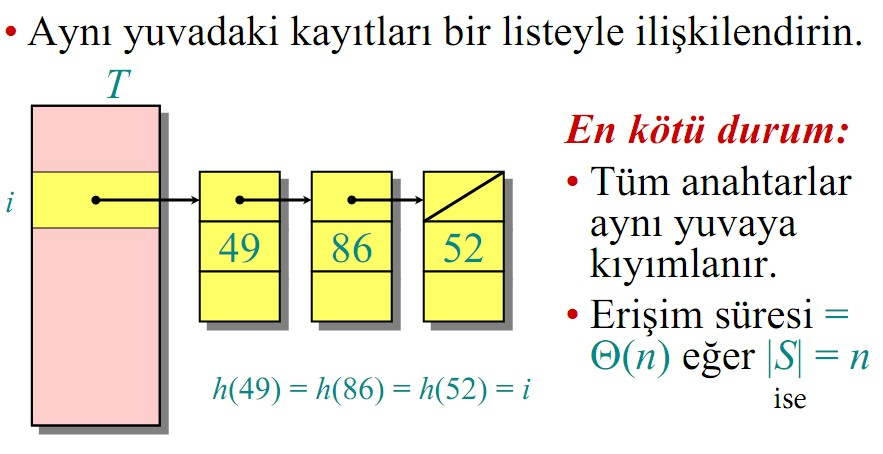 • Aynı yuvadaki kayıtları bir listeyle ilişkilendirin.
T
i
49 86 52
h(49) = h(86) = h(52) = i
En kötü durum:
• Tüm anahtarlar
aynı yuvaya
kıyımlanır.
• Erişim süresi =
Θ(n) eğer |S| = n
ise